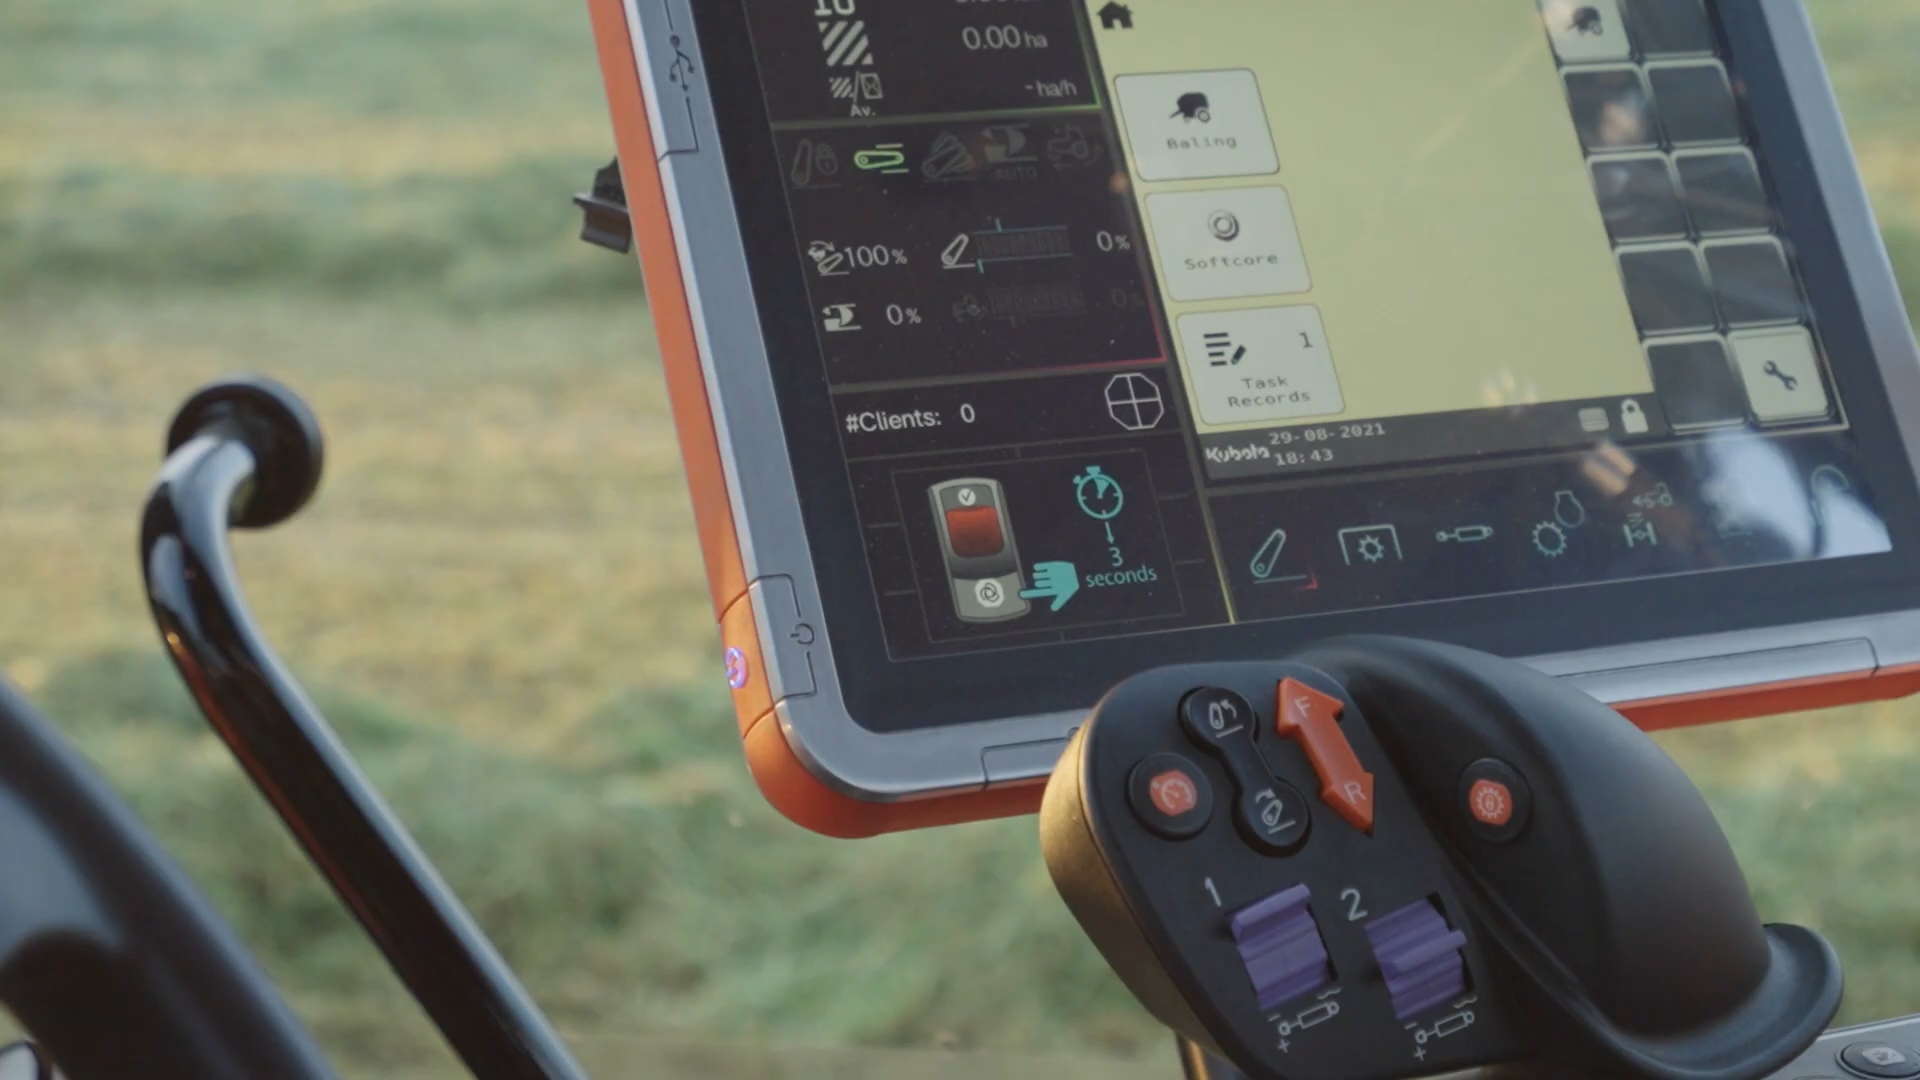 0.00 ha
- ha/h
Av.
AUTO
100 %
0 %
0 %
#Clients: 0
3
seconds
Baling
Softcore
1
Task
Records
Kubota
29-08-2021
18:43
F
R
1
2
- +
- +